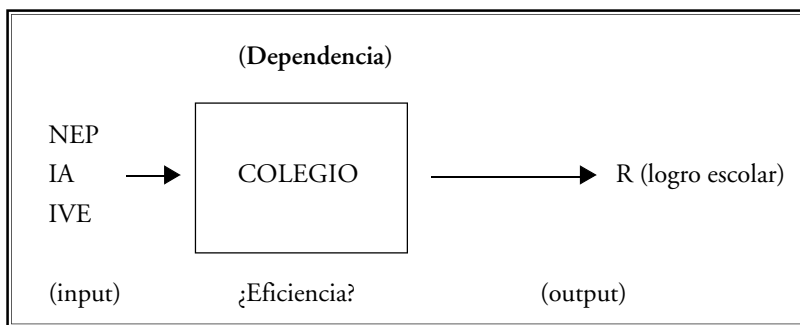 (Dependencia)
NEP
IA
IVE
COLEGIO
R (logro escolar)
(input)
¿Eficiencia?
(output)